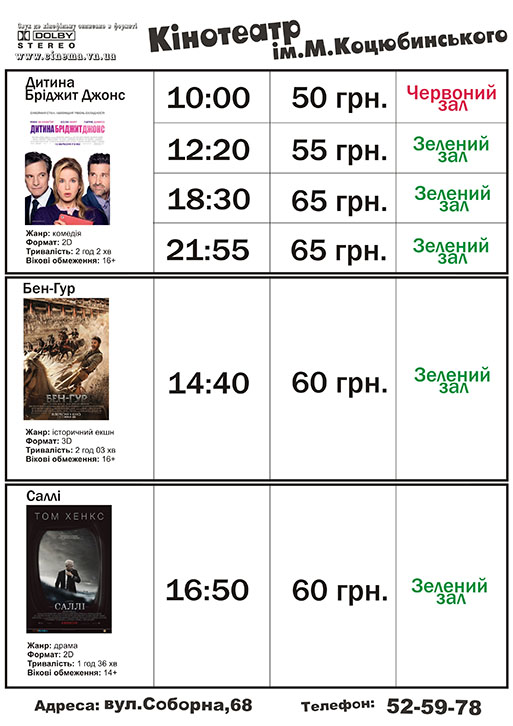 Звук по кінофільму описано в форматі
DOLBY
STEREO
www.cinema.vn.ua
Кінотеатр
ім.М.Коцюбинського
Дитина
Бріджит Джонс
ДИТИНА БРІДЖИТ ДЖОНС
Жанр: комедія
Формат: 2D
Тривалість: 2 год 2 хв
Вікові обмеження: 16+
10:00 50 грн. Червоний зал
12:20 55 грн. Зелений зал
18:30 65 грн. Зелений зал
21:55 65 грн. Зелений зал
Бен-Гур
БЕН-ГУР
Жанр: історичний екшн
Формат: 3D
Тривалість: 2 год 03 хв
Вікові обмеження: 16+
14:40 60 грн. Зелений зал
Саллі
ТОМ ХЕНКС
САЛЛІ
Жанр: драма
Формат: 2D
Тривалість: 1 год 36 хв
Вікові обмеження: 14+
16:50 60 грн. Зелений зал
Адреса: вул.Соборна,68 Телефон: 52-59-78